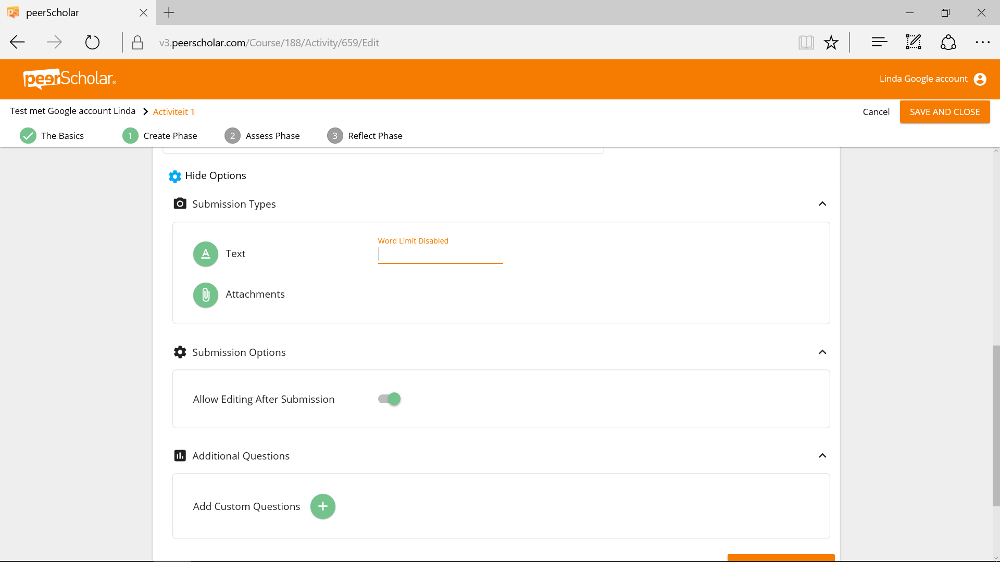 peerScholar
v3.peerscholar.com/Course/188/Activity/659/Edit
peerScholar®
Linda Google account
Test met Google account Linda > Activiteit 1
Cancel
SAVE AND CLOSE
The Basics
1 Create Phase
2 Assess Phase
3 Reflect Phase
Hide Options
Submission Types
Word Limit Disabled
A Text
Attachments
Submission Options
Allow Editing After Submission
Additional Questions
Add Custom Questions +